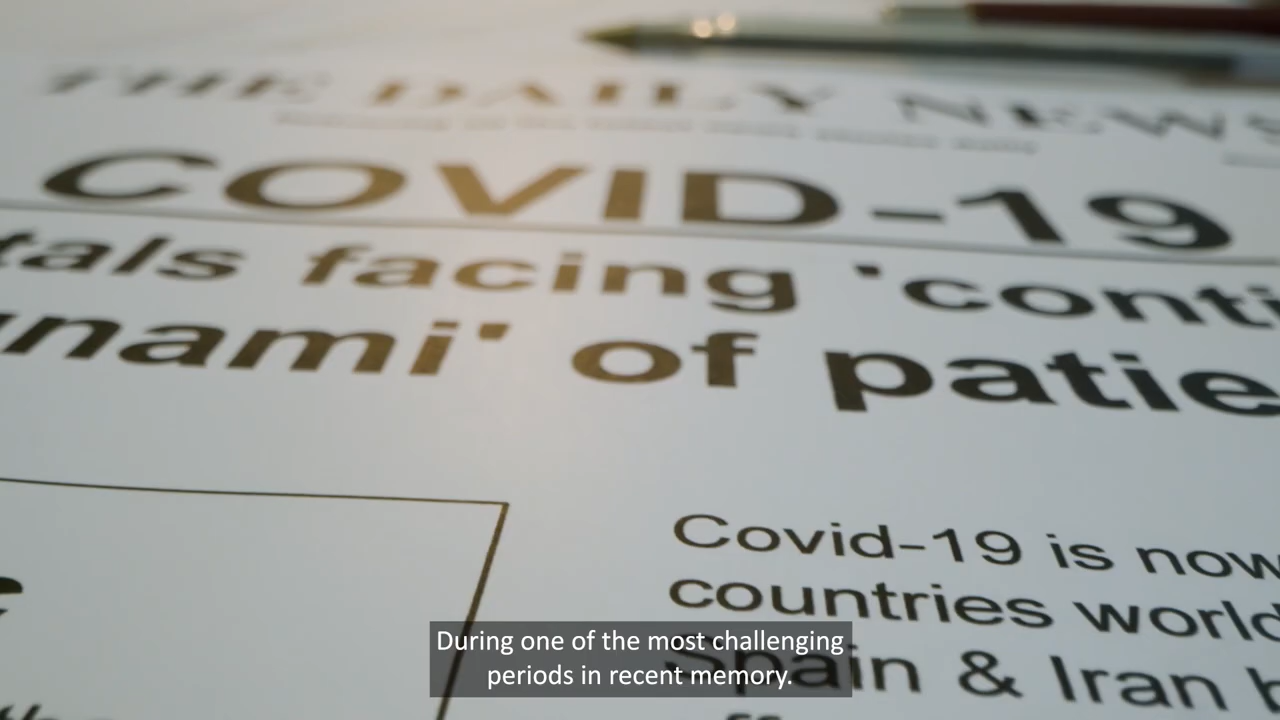 THE DAILY NEWS
COVID-19
tals facing 'conti
unami' of patie
Covid-19 is now
countries world
Spain & Iran b
During one of the most challenging
periods in recent memory.